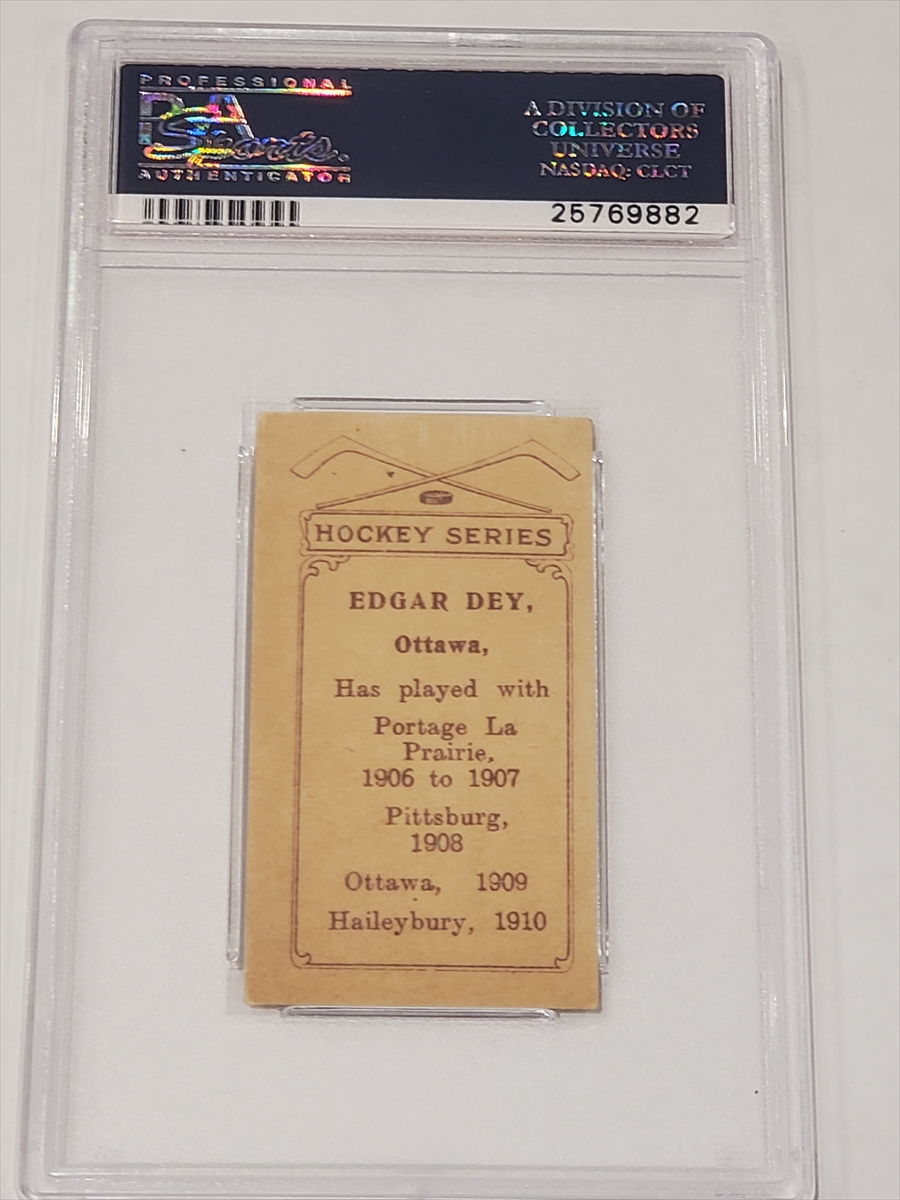 PROFESSIONAL
PSA
Sports.
AUTHENTICATOR
A DIVISION OF
COLLECTORS
UNIVERSE
NASDAQ: CLCT
25769882
HOCKEY SERIES
EDGAR DEY,
Ottawa,
Has played with
Portage La
Prairie,
1906 to 1907
Pittsburg,
1908
Ottawa, 1909
Haileybury, 1910